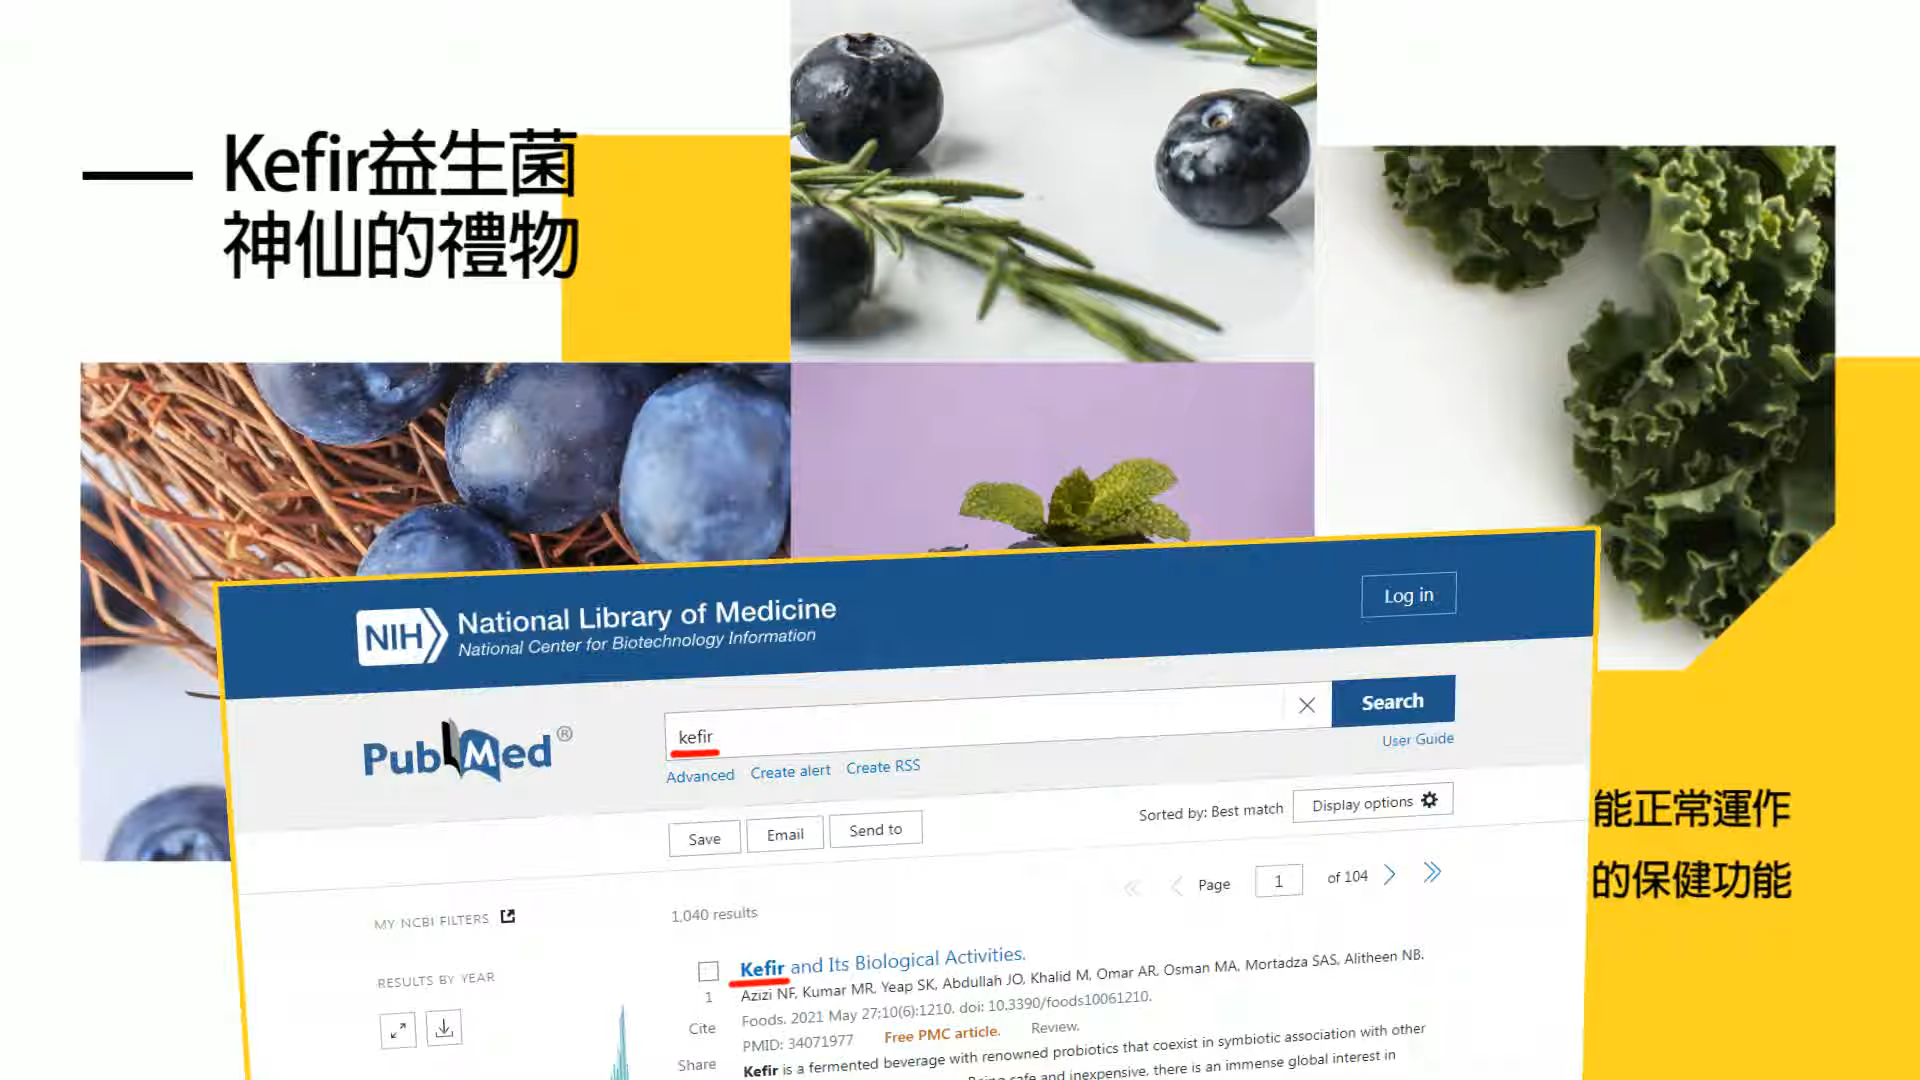 Kefir益生菌
神仙的禮物
能正常運作
的保健功能
NIH National Library of Medicine
National Center for Biotechnology Information
Log in
PubMed®
kefir
Search
Advanced Create alert Create RSS
User Guide
Save Email Send to
Sorted by: Best match
Display options
Page 1 of 104
MY NCBI FILTERS
1,040 results
RESULTS BY YEAR
Kefir and Its Biological Activities.
1
Azizi NF, Kumar MR, Yeap SK, Abdullah JO, Khalid M, Omar AR, Osman MA, Mortadza SAS, Alitheen NB.
Cite
Foods. 2021 May 27;10(6):1210. doi: 10.3390/foods10061210.
PMID: 34071977 Free PMC article. Review.
Share
Kefir is a fermented beverage with renowned probiotics that coexist in symbiotic association with other
safe and inexpensive, there is an immense global interest in